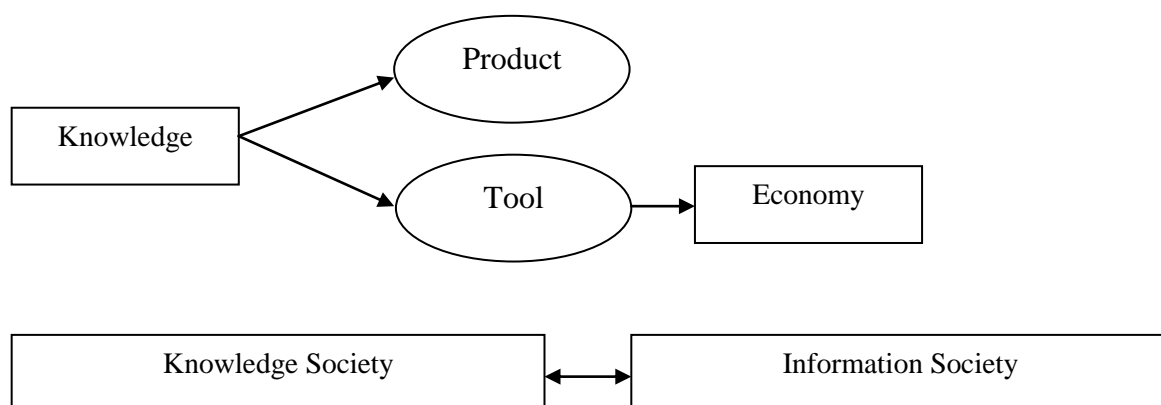 Product
Knowledge
Tool
Economy
Knowledge Society
Information Society